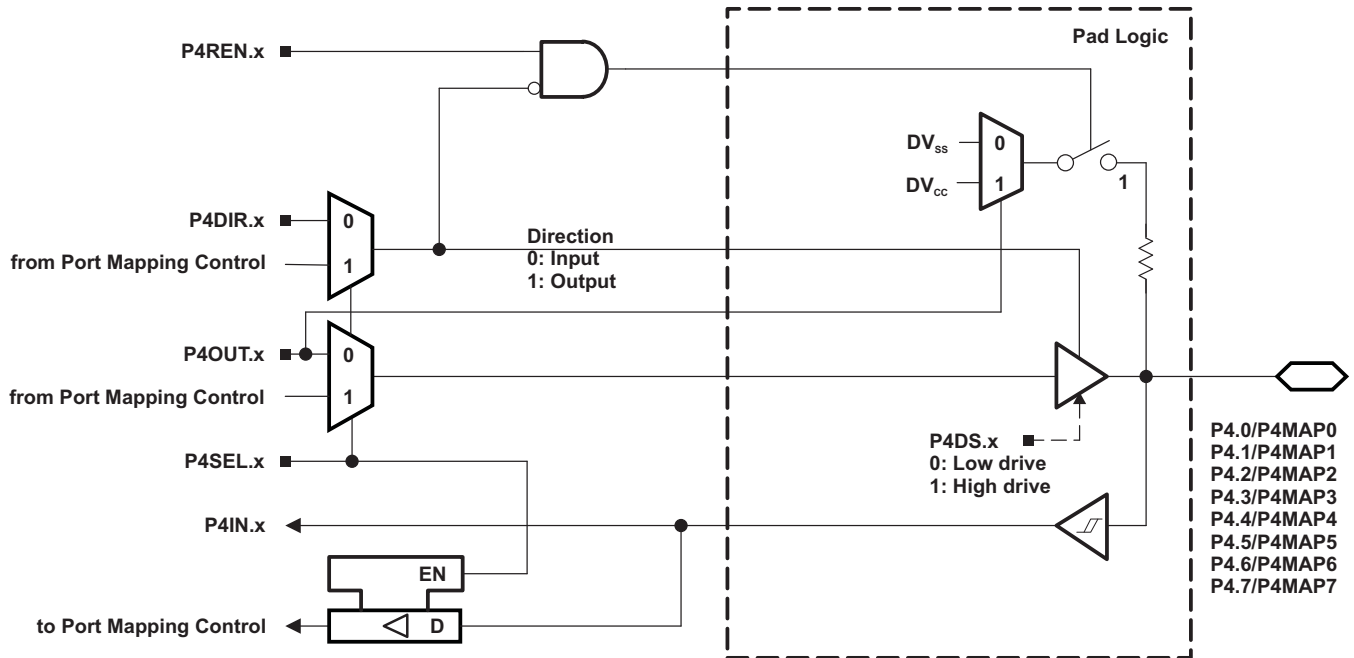 Pad Logic
P4REN.x
DVss
0
DVcc
1
1
P4DIR.x
0
from Port Mapping Control
1
Direction
0: Input
1: Output
P4OUT.x
0
from Port Mapping Control
1
P4DS.x
0: Low drive
1: High drive
P4SEL.x
P4IN.x
EN
to Port Mapping Control
D
P4.0/P4MAP0
P4.1/P4MAP1
P4.2/P4MAP2
P4.3/P4MAP3
P4.4/P4MAP4
P4.5/P4MAP5
P4.6/P4MAP6
P4.7/P4MAP7